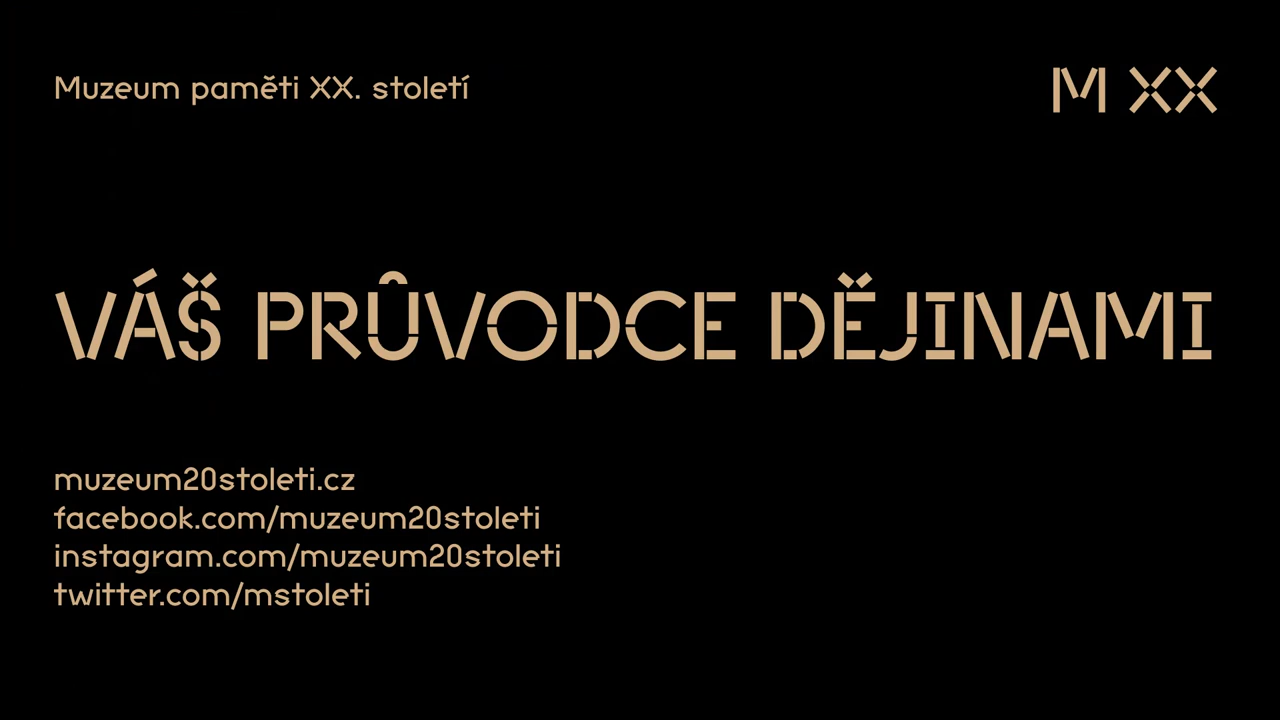 Muzeum paměti XX. století
M XX
VÁŠ PRŮVODCE DĚJINAMI
muzeum20stoleti.cz
facebook.com/muzeum20stoleti
instagram.com/muzeum20stoleti
twitter.com/mstoleti